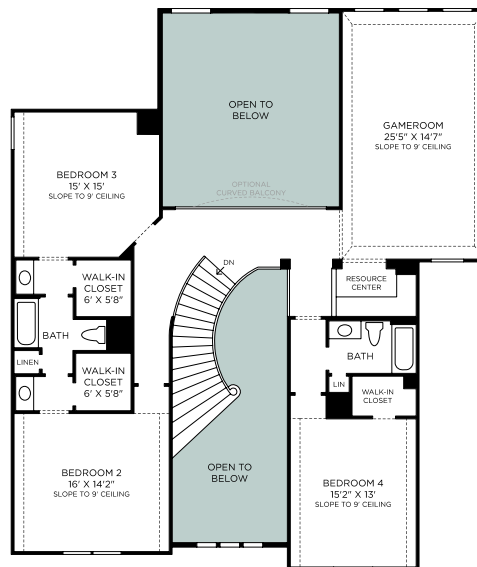 OPEN TO
BELOW
GAMEROOM
25'5" X 14'7"
SLOPE TO 9' CEILING
BEDROOM 3
15' X 15'
SLOPE TO 9' CEILING
OPTIONAL
CURVED BALCONY
DN
WALK-IN
CLOSET
6' X 5'8"
RESOURCE
CENTER
BATH
LINEN
WALK-IN
CLOSET
6' X 5'8"
BATH
LIN
WALK-IN
CLOSET
BEDROOM 2
16' X 14'2"
SLOPE TO 9' CEILING
OPEN TO
BELOW
BEDROOM 4
15'2" X 13'
SLOPE TO 9' CEILING